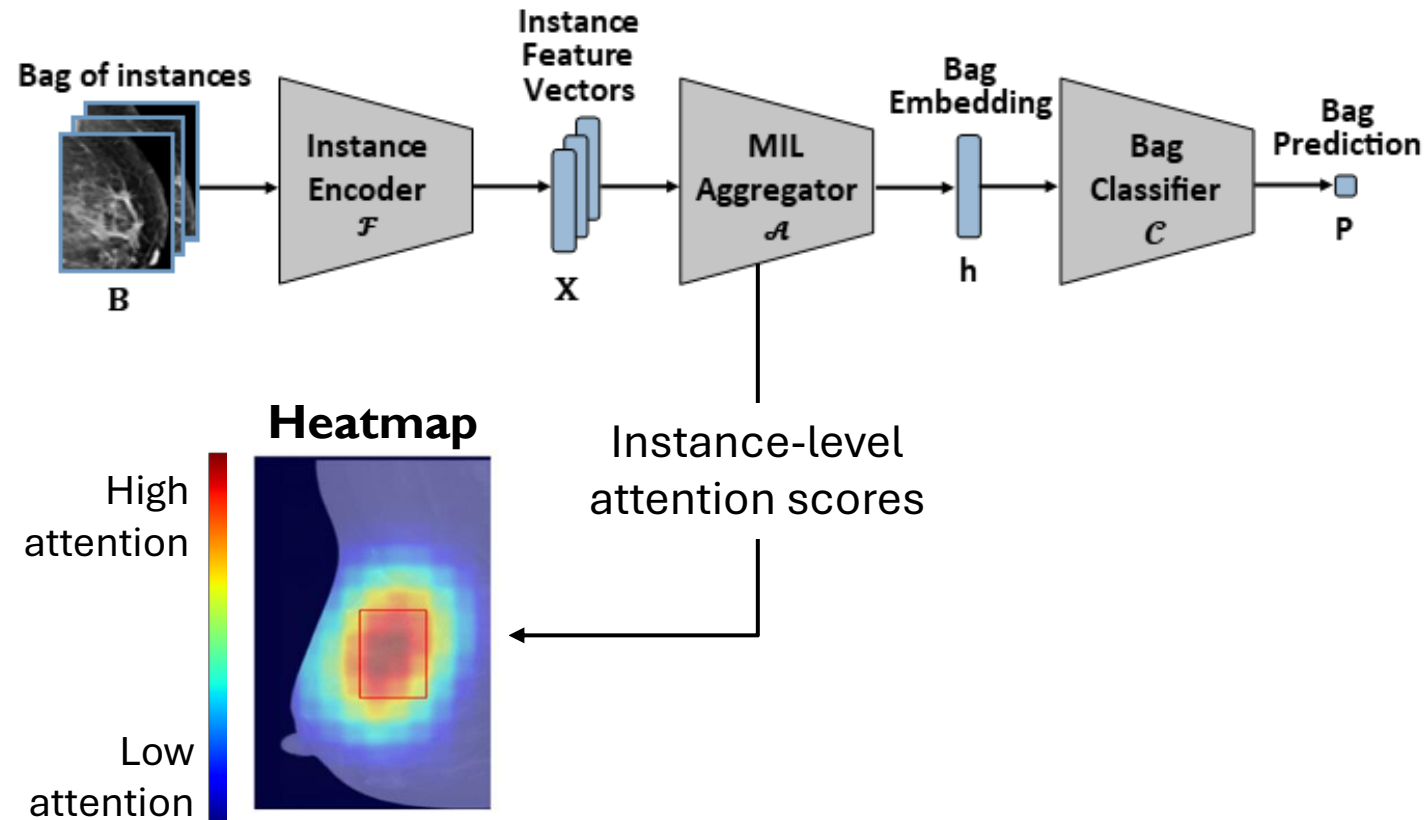 Bag of instances
B
Instance
Encoder
ℱ
Instance
Feature
Vectors
X
MIL
Aggregator
𝒜
Bag
Embedding
h
Bag
Classifier
𝒞
Bag
Prediction
P
Instance-level
attention scores
Heatmap
High
attention
Low
attention